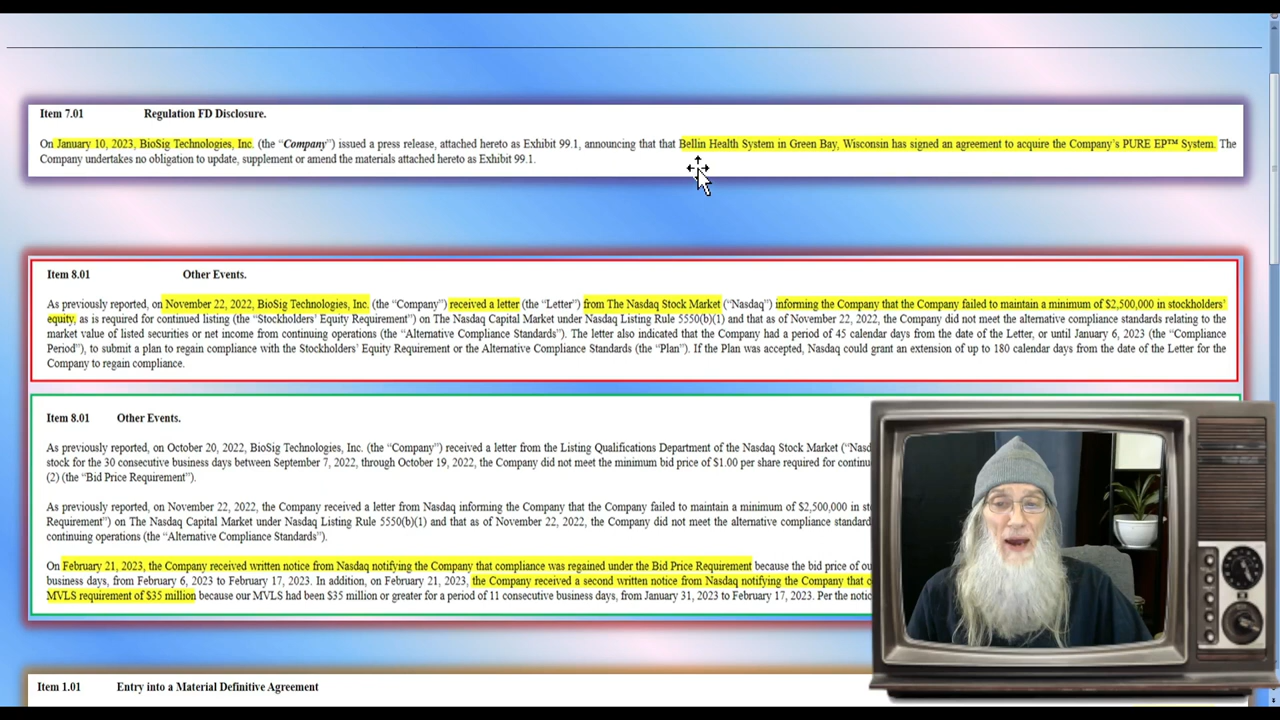 Item 7.01 Regulation FD Disclosure.
On January 10, 2023, BioSig Technologies, Inc. (the “Company”) issued a press release, attached hereto as Exhibit 99.1, announcing that that Bellin Health System in Green Bay, Wisconsin has signed an agreement to acquire the Company’s PURE EP™ System. The
Company undertakes no obligation to update, supplement or amend the materials attached hereto as Exhibit 99.1.
Item 8.01 Other Events.
As previously reported, on November 22, 2022, BioSig Technologies, Inc. (the “Company”) received a letter (the “Letter”) from The Nasdaq Stock Market (“Nasdaq”) informing the Company that the Company failed to maintain a minimum of $2,500,000 in stockholders’
equity, as is required for continued listing (the “Stockholders’ Equity Requirement”) on The Nasdaq Capital Market under Nasdaq Listing Rule 5550(b)(1) and that as of November 22, 2022, the Company did not meet the alternative compliance standards relating to the
market value of listed securities or net income from continuing operations (the “Alternative Compliance Standards”). The letter also indicated that the Company had a period of 45 calendar days from the date of the Letter, or until January 6, 2023 (the “Compliance
Period”), to submit a plan to regain compliance with the Stockholders’ Equity Requirement or the Alternative Compliance Standards (the “Plan”). If the Plan was accepted, Nasdaq could grant an extension of up to 180 calendar days from the date of the Letter for the
Company to regain compliance.
Item 8.01 Other Events.
As previously reported, on October 20, 2022, BioSig Technologies, Inc. (the “Company”) received a letter from the Listing Qualifications Department of the Nasdaq Stock Market (“Nasd
stock for the 30 consecutive business days between September 7, 2022, through October 19, 2022, the Company did not meet the minimum bid price of $1.00 per share required for continu
(2) (the “Bid Price Requirement”).
As previously reported, on November 22, 2022, the Company received a letter from Nasdaq informing the Company that the Company failed to maintain a minimum of $2,500,000 in sto
Requirement”) on The Nasdaq Capital Market under Nasdaq Listing Rule 5550(b)(1) and that as of November 22, 2022, the Company did not meet the alternative compliance standard
continuing operations (the “Alternative Compliance Standards”).
On February 21, 2023, the Company received written notice from Nasdaq notifying the Company that compliance was regained under the Bid Price Requirement because the bid price of ou
business days, from February 6, 2023 to February 17, 2023. In addition, on February 21, 2023, the Company received a second written notice from Nasdaq notifying the Company that c
MVLS requirement of $35 million because our MVLS had been $35 million or greater for a period of 11 consecutive business days, from January 31, 2023 to February 17, 2023. Per the notic
Item 1.01 Entry into a Material Definitive Agreement